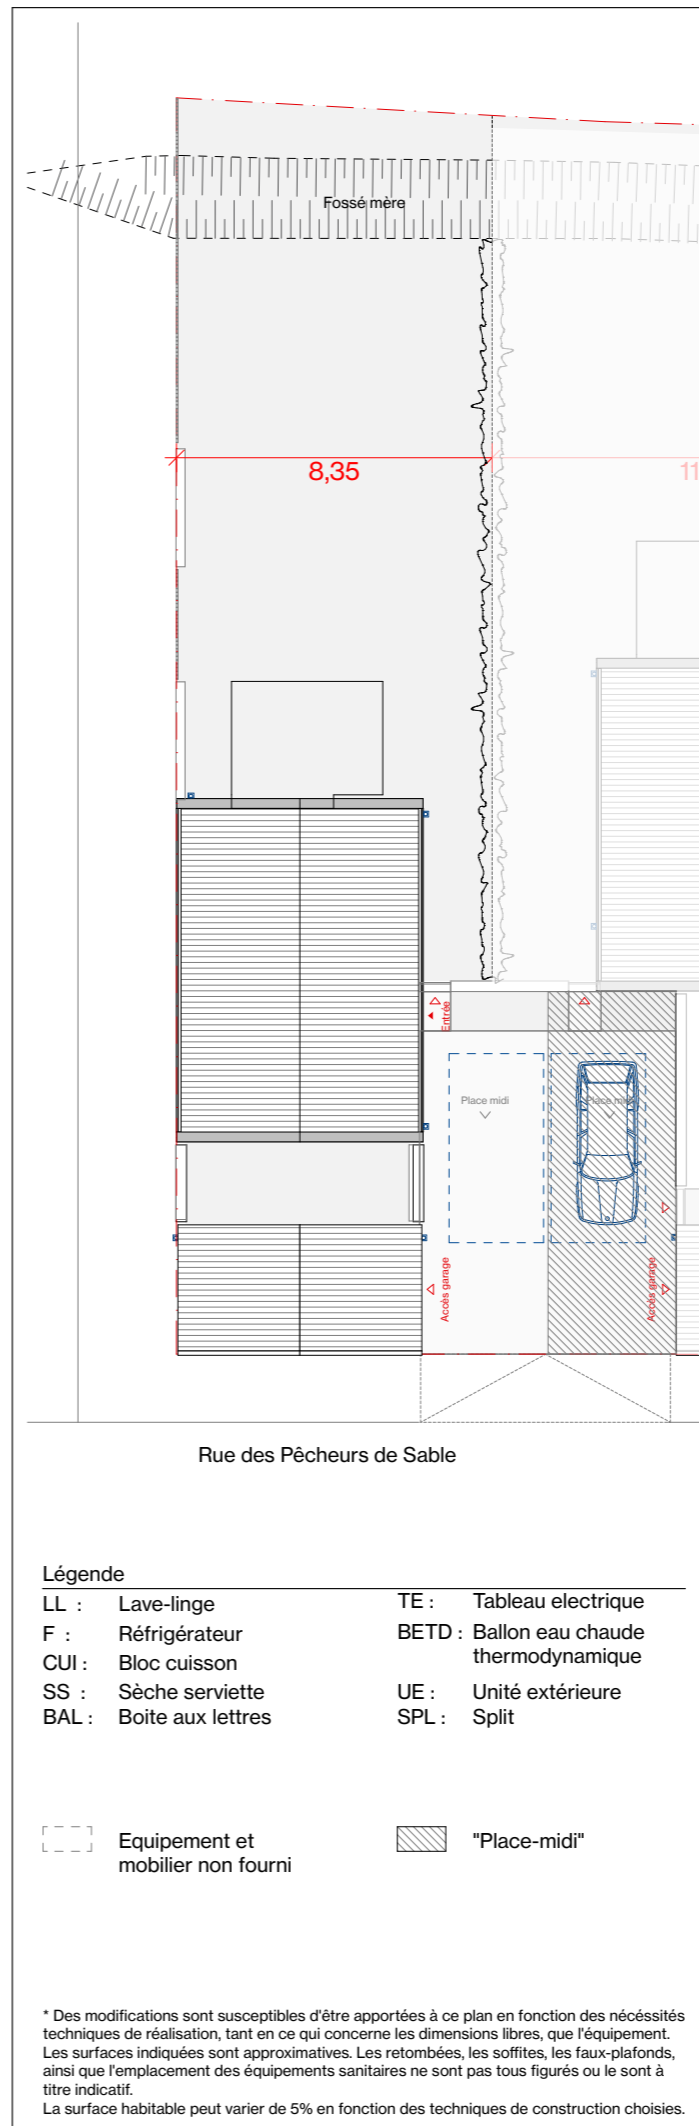 Fossé mère
8,35
11
Entrée
Place midi
Place midi
Accès garage
Accès garage
Rue des Pêcheurs de Sable
Légende
LL : Lave-linge
F : Réfrigérateur
CUI : Bloc cuisson
SS : Sèche serviette
BAL : Boite aux lettres
TE : Tableau electrique
BETD : Ballon eau chaude
thermodynamique
UE : Unité extérieure
SPL : Split
Equipement et
mobilier non fourni
"Place-midi"
* Des modifications sont susceptibles d'être apportées à ce plan en fonction des nécéssités
techniques de réalisation, tant en ce qui concerne les dimensions libres, que l'équipement.
Les surfaces indiquées sont approximatives. Les retombées, les soffites, les faux-plafonds,
ainsi que l'emplacement des équipements sanitaires ne sont pas tous figurés ou le sont à
titre indicatif.
La surface habitable peut varier de 5% en fonction des techniques de construction choisies.